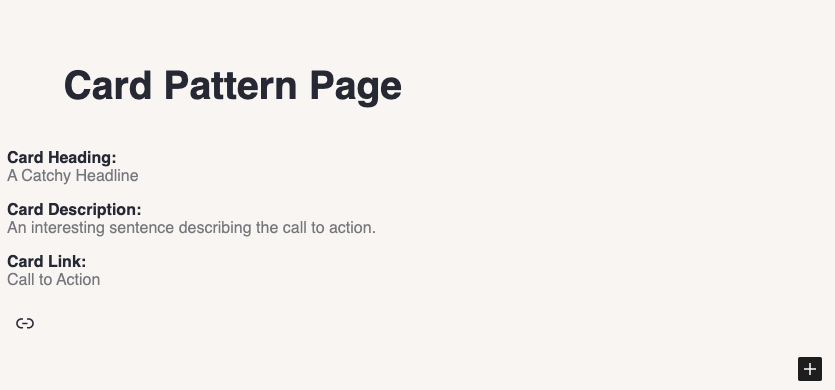 Card Pattern Page
Card Heading:
A Catchy Headline
Card Description:
An interesting sentence describing the call to action.
Card Link:
Call to Action